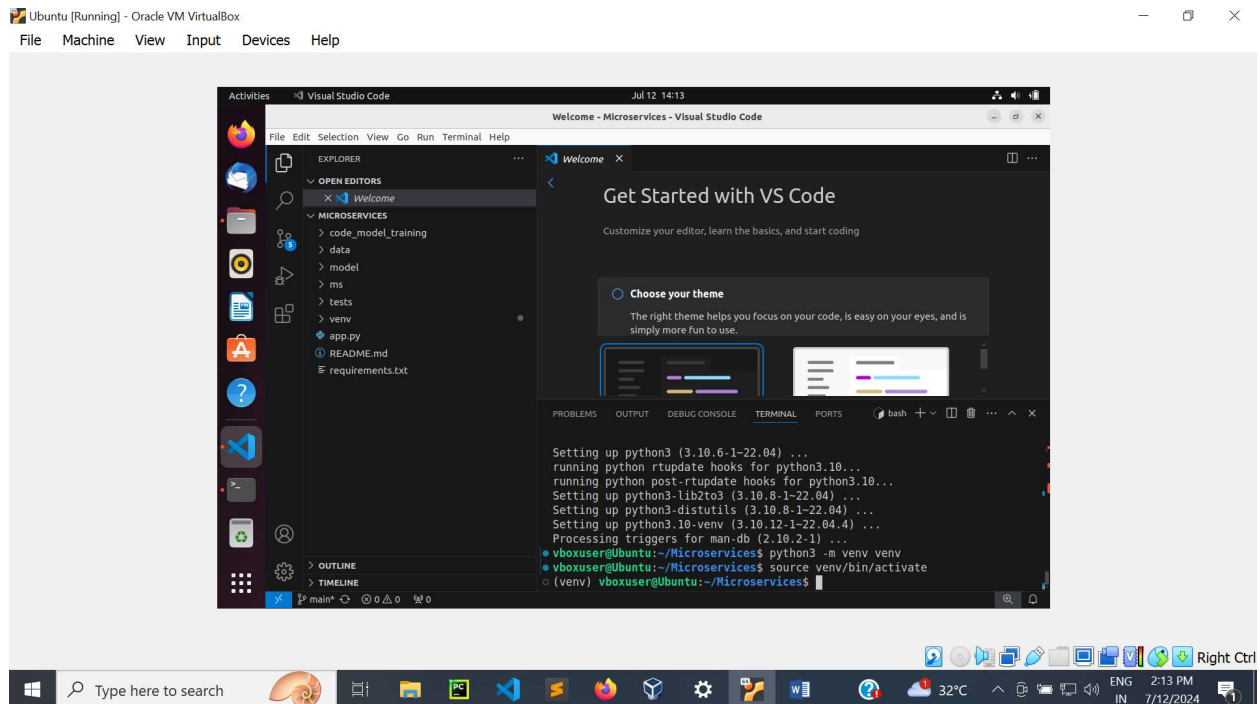 Ubuntu [Running] - Oracle VM VirtualBox
File Machine View Input Devices Help
Activities Visual Studio Code Jul 12 14:13
Welcome - Microservices - Visual Studio Code
File Edit Selection View Go Run Terminal Help
EXPLORER
OPEN EDITORS
Welcome
MICROSERVICES
code_model_training
data
model
ms
tests
venv
app.py
README.md
requirements.txt
OUTLINE
TIMELINE
5
Welcome
Get Started with VS Code
Customize your editor, learn the basics, and start coding
Choose your theme
The right theme helps you focus on your code, is easy on your eyes, and is
simply more fun to use.
PROBLEMS OUTPUT DEBUG CONSOLE TERMINAL PORTS bash
Setting up python3 (3.10.6-1~22.04) ...
running python rtupdate hooks for python3.10...
running python post-rtupdate hooks for python3.10...
Setting up python3-lib2to3 (3.10.8-1~22.04) ...
Setting up python3-distutils (3.10.8-1~22.04) ...
Setting up python3.10-venv (3.10.12-1~22.04.4) ...
Processing triggers for man-db (2.10.2-1) ...
vboxuser@Ubuntu:~/Microservices$ python3 -m venv venv
vboxuser@Ubuntu:~/Microservices$ source venv/bin/activate
(venv) vboxuser@Ubuntu:~/Microservices$
main* 0 0 0
Right Ctrl
Type here to search
PC
32°C
ENG
IN
2:13 PM
7/12/2024
1